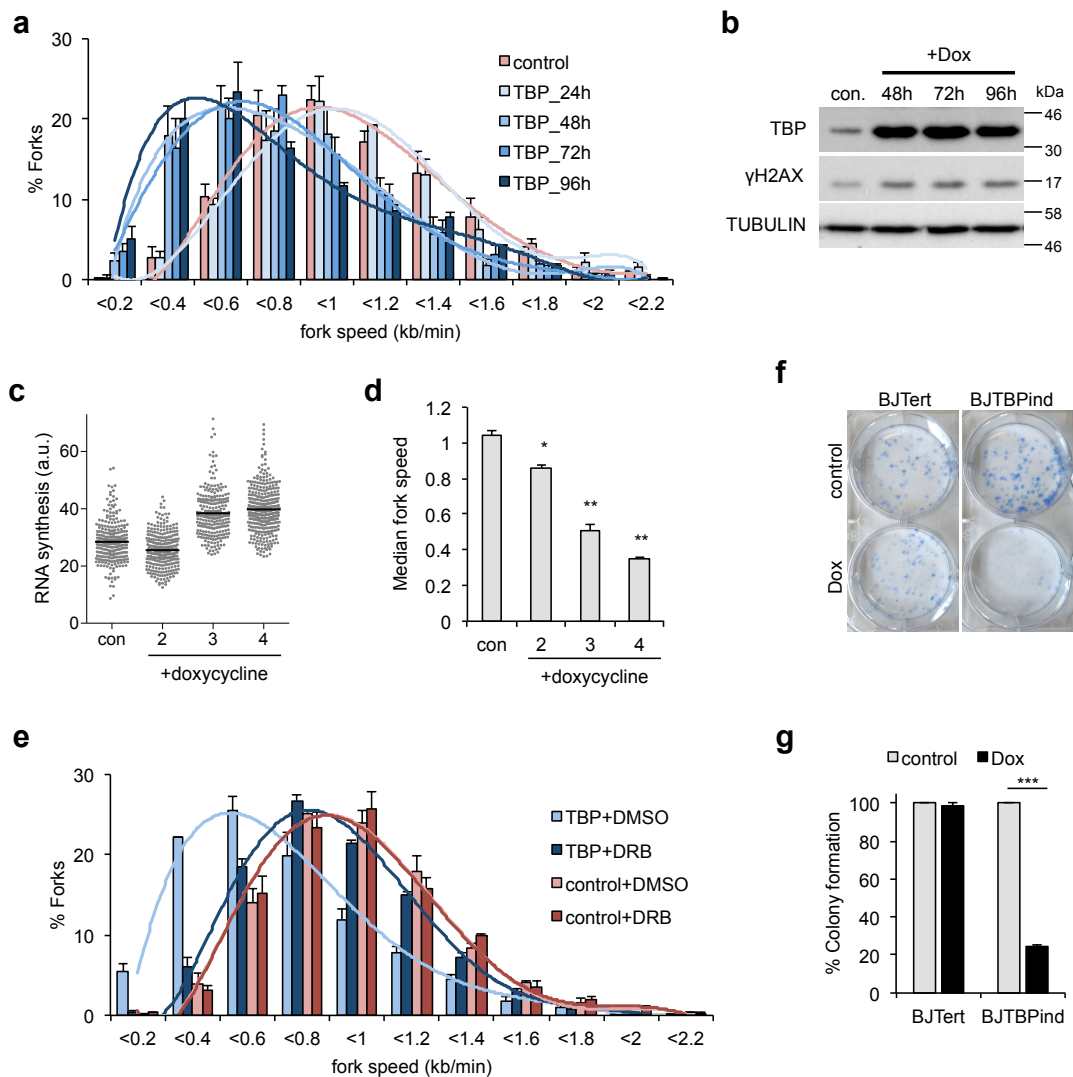 a
30
20
10
0
% Forks
control
TBP_24h
TBP_48h
TBP_72h
TBP_96h
<0.2 <0.4 <0.6 <0.8 <1 <1.2 <1.4 <1.6 <1.8 <2 <2.2
fork speed (kb/min)
b
+Dox
con. 48h 72h 96h kDa
TBP
γH2AX
TUBULIN
46
30
17
58
46
c
60
40
20
0
RNA synthesis (a.u.)
con 2 3 4
+doxycycline
d
1.2
1
0.8
0.6
0.4
0.2
0
Median fork speed
*
**
**
con 2 3 4
+doxycycline
f
BJTert BJTBPind
control
Dox
e
30
20
10
0
% Forks
TBP+DMSO
TBP+DRB
control+DMSO
control+DRB
<0.2 <0.4 <0.6 <0.8 <1 <1.2 <1.4 <1.6 <1.8 <2 <2.2
fork speed (kb/min)
g
control Dox
***
100
80
60
40
20
0
% Colony formation
BJTert BJTBPind